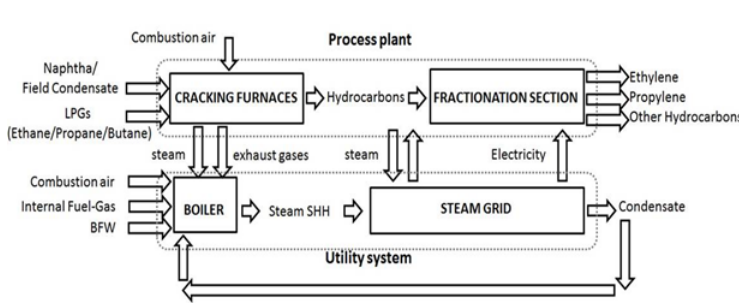 Combustion air
Process plant
Naphtha/
Field Condensate
LPGs
(Ethane/Propane/Butane)
CRACKING FURNACES
Hydrocarbons
FRACTIONATION SECTION
Ethylene
Propylene
Other Hydrocarbons
steam
exhaust gases
steam
Electricity
Combustion air
Internal Fuel-Gas
BFW
BOILER
Steam SHH
STEAM GRID
Condensate
Utility system